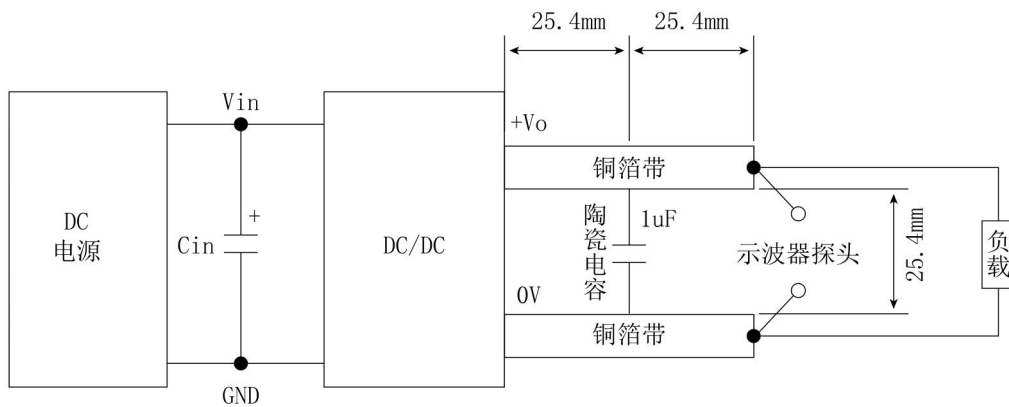 25.4mm
25.4mm
Vin
+Vo
铜箔带
DC
电源
Cin
+
DC/DC
陶瓷电容
1uF
示波器探头
25.4mm
负载
0V
铜箔带
GND